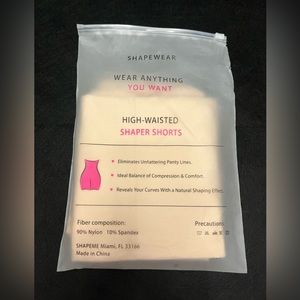 SHAPEWEAR
WEAR ANYTHING
YOU WANT
HIGH-WAISTED
SHAPER SHORTS
• Eliminates Unflattering Panty Lines.
• Ideal Balance of Compression & Comfort.
• Reveals Your Curves With a Natural Shaping Effect.
Fiber composition:
90% Nylon 10% Spandex
Precautions
SHAPEME Miami, FL 33166
Made in China